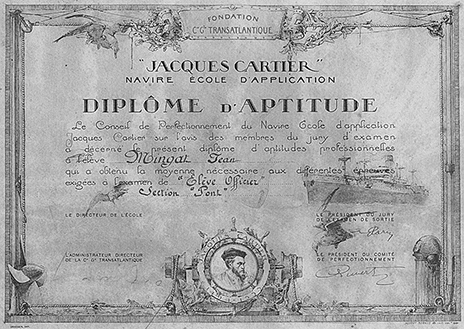 FONDATION
Cie Gle TRANSATLANTIQUE
"JACQUES CARTIER"
NAVIRE ÉCOLE D'APPLICATION
DIPLÔME D'APTITUDE
Le Conseil de Perfectionnement du Navire École d'application
Jacques Cartier sur l'avis des membres du jury d'examen
a décerné le présent diplôme d'aptitudes professionnelles
à l'élève Mingat Jean
qui a obtenu la moyenne nécessaire aux différentes épreuves
exigées à l'examen de "Élève Officier
Section Pont"
LE DIRECTEUR DE L'ÉCOLE
LE PRÉSIDENT DU JURY
DE L'EXAMEN DE SORTIE
L'ADMINISTRATEUR DIRECTEUR
DE LA Cie Gle TRANSATLANTIQUE
LE PRÉSIDENT DU COMITÉ
DE PERFECTIONNEMENT